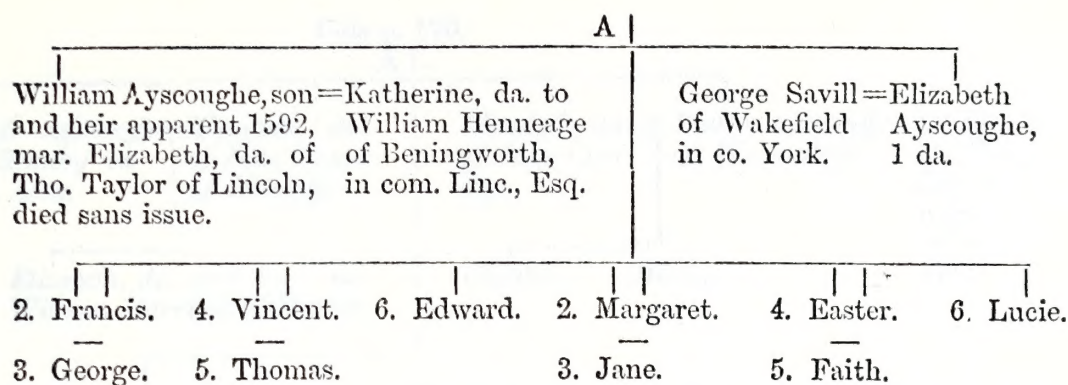 A
William Ayscoughe, son=Katherine, da. to
and heir apparent 1592, William Henneage
mar. Elizabeth, da. of of Beningworth,
Tho. Taylor of Lincoln, in com. Linc., Esq.
died sans issue.
George Savill=Elizabeth
of Wakefield Ayscoughe,
in co. York. 1 da.
2. Francis. 4. Vincent. 6. Edward. 2. Margaret. 4. Easter. 6. Lucie.
3. George. 5. Thomas. 3. Jane. 5. Faith.